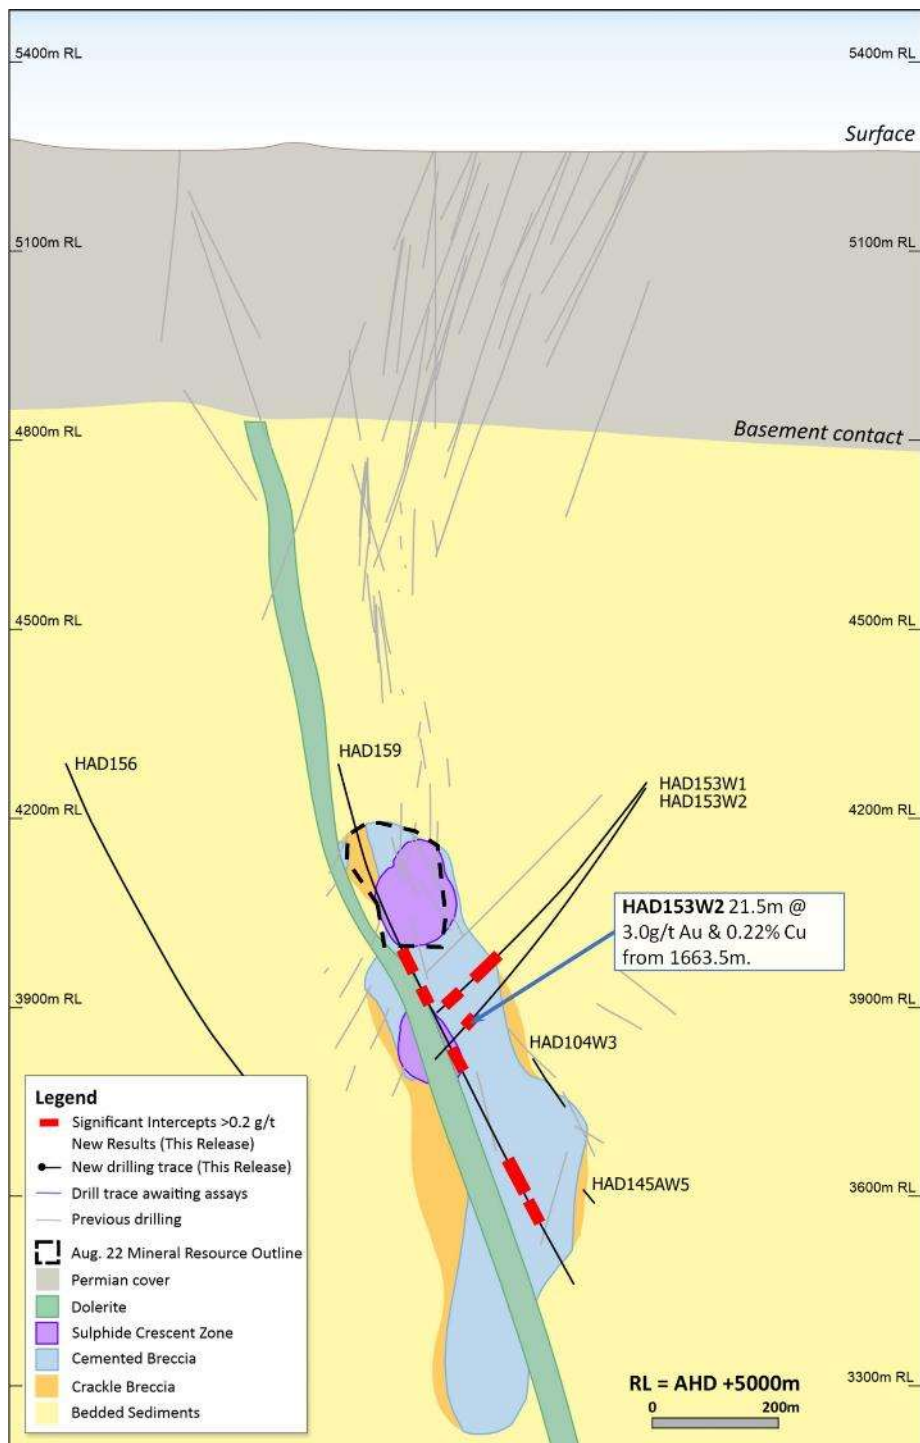 5400m RL
5400m RL
Surface
5100m RL
5100m RL
4800m RL
Basement contact
4500m RL
4500m RL
HAD156
HAD159
HAD153W1
HAD153W2
4200m RL
4200m RL
HAD153W2 21.5m @
3.0g/t Au & 0.22% Cu
from 1663.5m.
3900m RL
3900m RL
HAD104W3
HAD145AW5
3600m RL
Legend
Significant Intercepts >0.2 g/t
New Results (This Release)
New drilling trace (This Release)
Drill trace awaiting assays
Previous drilling
Aug. 22 Mineral Resource Outline
Permian cover
Dolerite
Sulphide Crescent Zone
Cemented Breccia
Crackle Breccia
Bedded Sediments
RL = AHD +5000m
3300m RL
0 200m